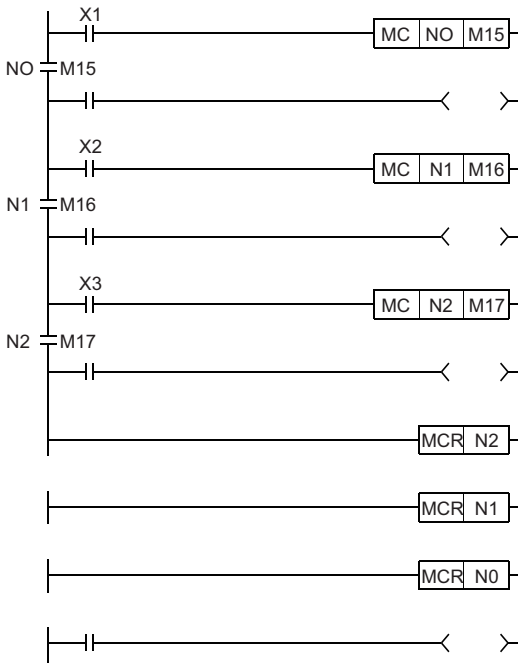 X1
MC NO M15
NO M15
X2
MC N1 M16
N1 M16
X3
MC N2 M17
N2 M17
MCR N2
MCR N1
MCR N0